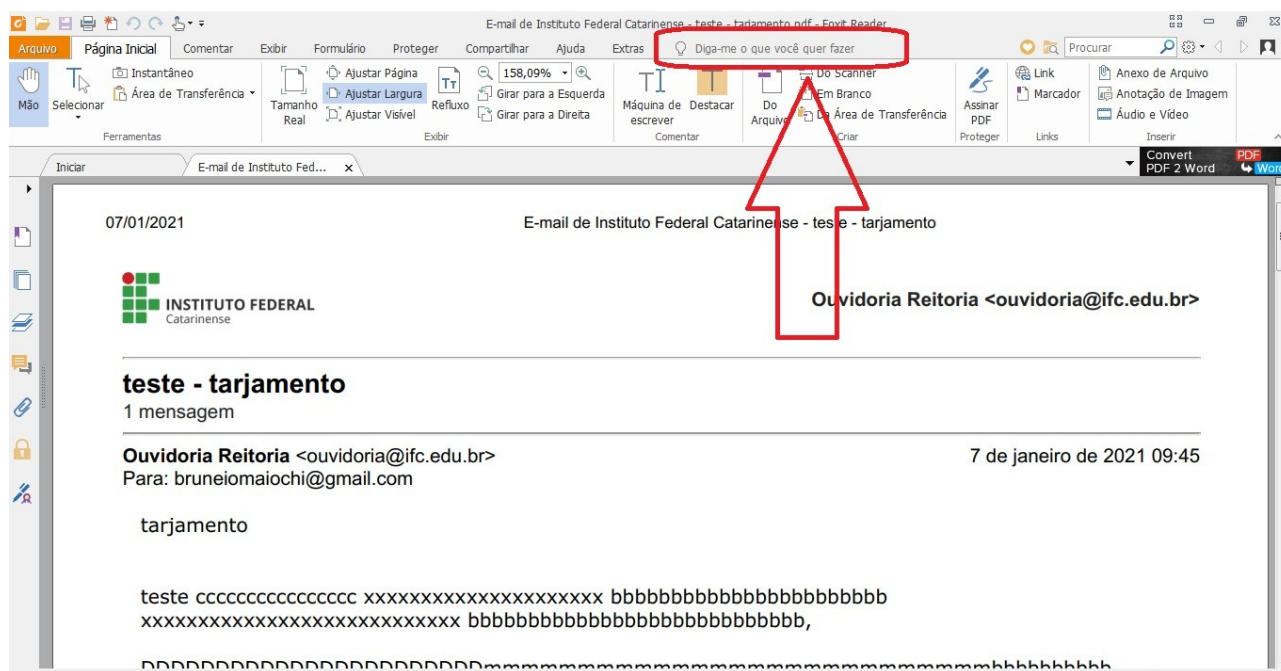 E-mail de Instituto Federal Catarinense - teste - tarjamento.pdf - Foxit Reader
Arquivo Página Inicial Comentar Exibir Formulário Proteger Compartilhar Ajuda Extras Diga-me o que você quer fazer Procurar
Instantâneo Ajustar Página 158,09% Do Scanner Link Anexo de Arquivo
Mão Selecionar Área de Transferência Tamanho Real Ajustar Largura Refluxo Girar para a Esquerda Máquina de escrever Destacar Do Arquivo Em Branco Assinar PDF Marcador Anotação de Imagem
Ajustar Visível Girar para a Direita Da Área de Transferência Áudio e Vídeo
Ferramentas Exibir Comentar Criar Proteger Links Inserir
Iniciar E-mail de Instituto Fed... x Convert PDF 2 Word PDF Word
07/01/2021 E-mail de Instituto Federal Catarinense - teste - tarjamento
INSTITUTO FEDERAL
Catarinense
Ouvidoria Reitoria <ouvidoria@ifc.edu.br>
teste - tarjamento
1 mensagem
Ouvidoria Reitoria <ouvidoria@ifc.edu.br> 7 de janeiro de 2021 09:45
Para: bruneiomaiochi@gmail.com
tarjamento
teste ccccccccccccccccc xxxxxxxxxxxxxxxxxxxxx bbbbbbbbbbbbbbbbbbbbbbbb
xxxxxxxxxxxxxxxxxxxxxxxxxxxx bbbbbbbbbbbbbbbbbbbbbbbbbbbbb,